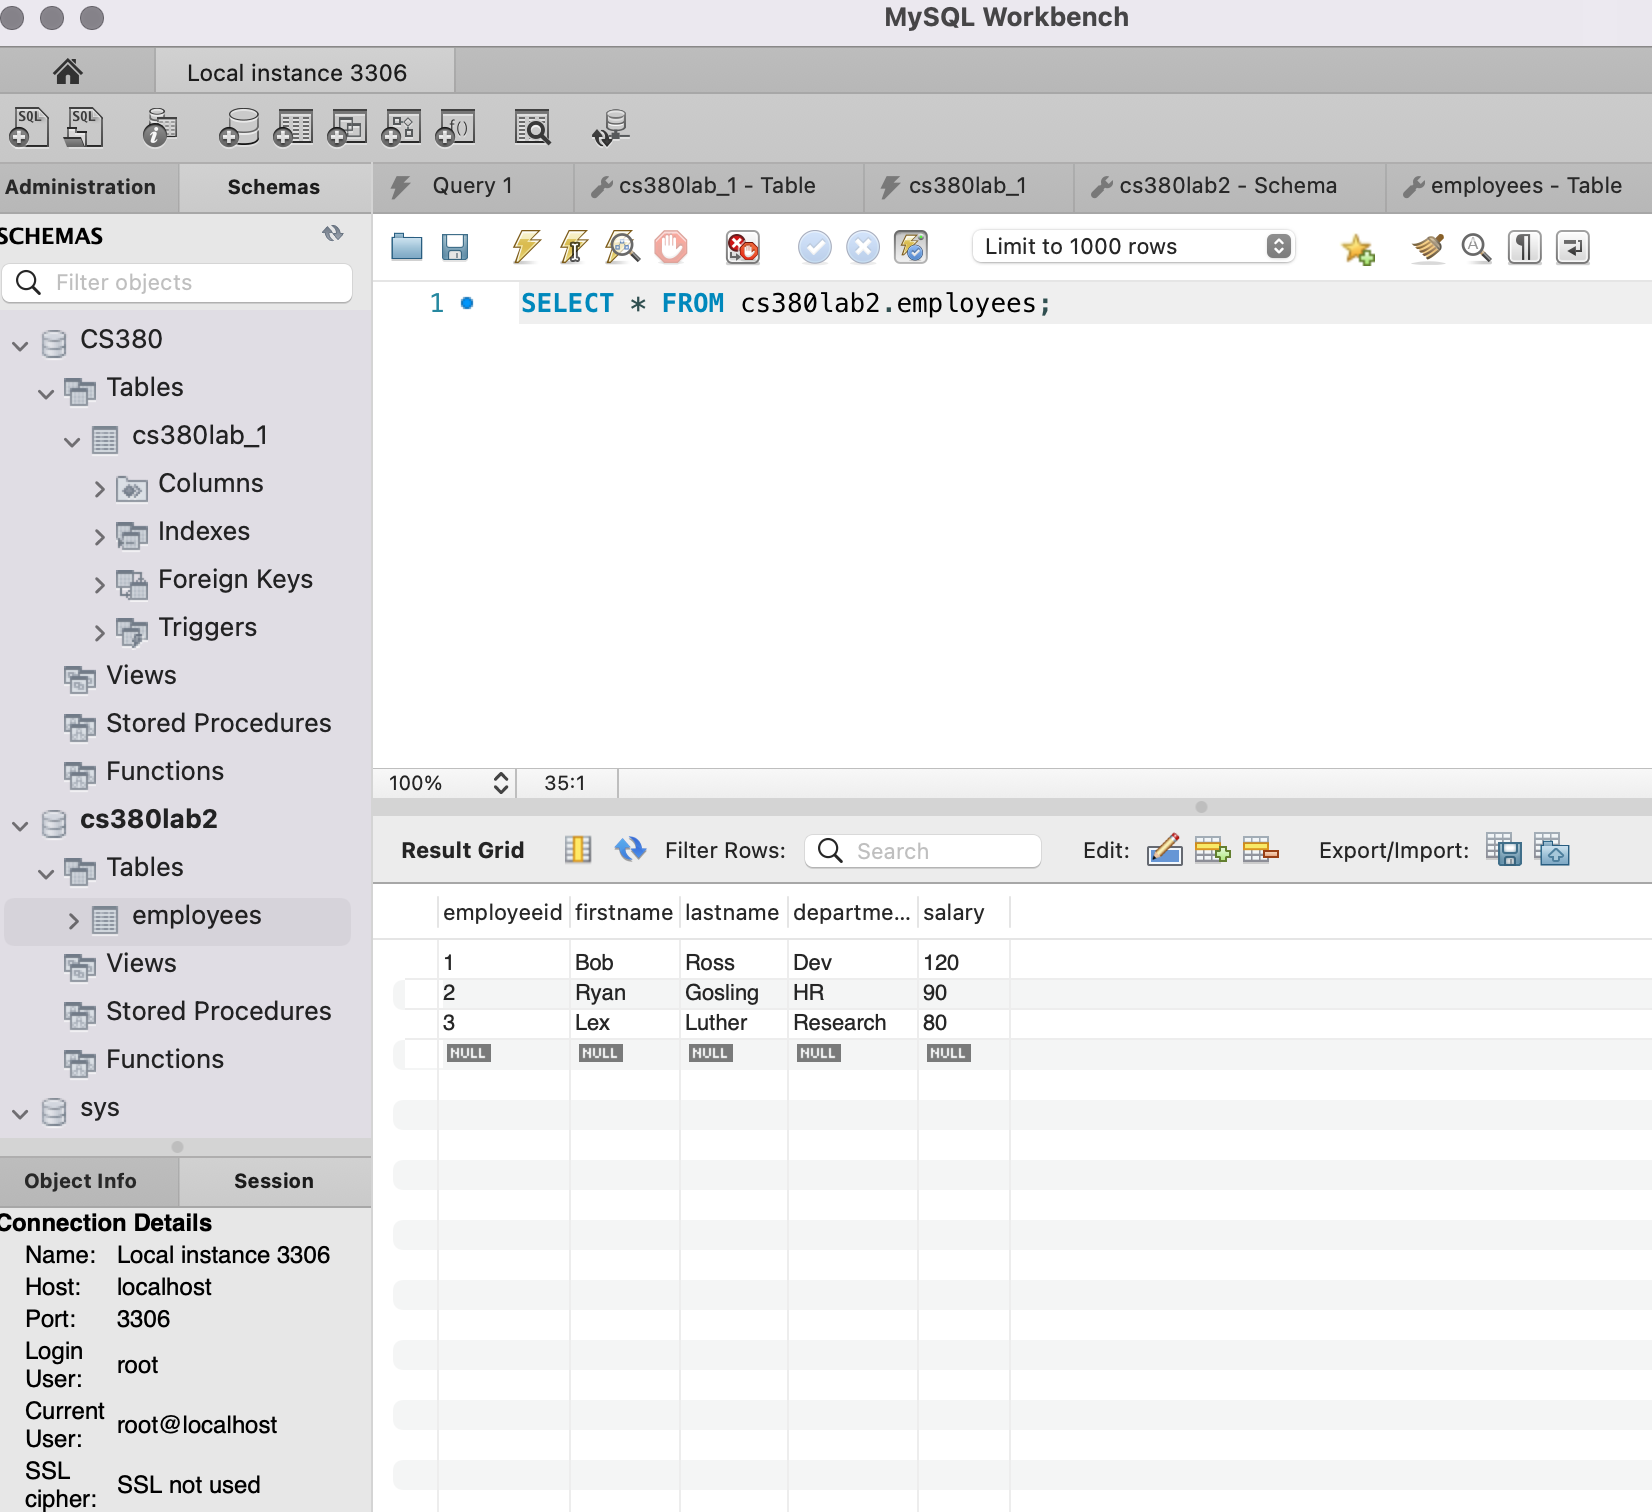 MySQL Workbench
Local instance 3306
Administration Schemas
Query 1 cs380lab_1 - Table cs380lab_1 cs380lab2 - Schema employees - Table
SCHEMAS
Filter objects
Limit to 1000 rows
1 SELECT * FROM cs380lab2.employees;
CS380
Tables
cs380lab_1
Columns
Indexes
Foreign Keys
Triggers
Views
Stored Procedures
Functions
cs380lab2
Tables
employees
Views
Stored Procedures
Functions
sys
100% 35:1
Result Grid Filter Rows: Search Edit: Export/Import:
employeeid firstname lastname departme... salary
1 Bob Ross Dev 120
2 Ryan Gosling HR 90
3 Lex Luther Research 80
NULL NULL NULL NULL NULL
Object Info Session
Connection Details
Name: Local instance 3306
Host: localhost
Port: 3306
Login User: root
Current User: root@localhost
SSL cipher: SSL not used